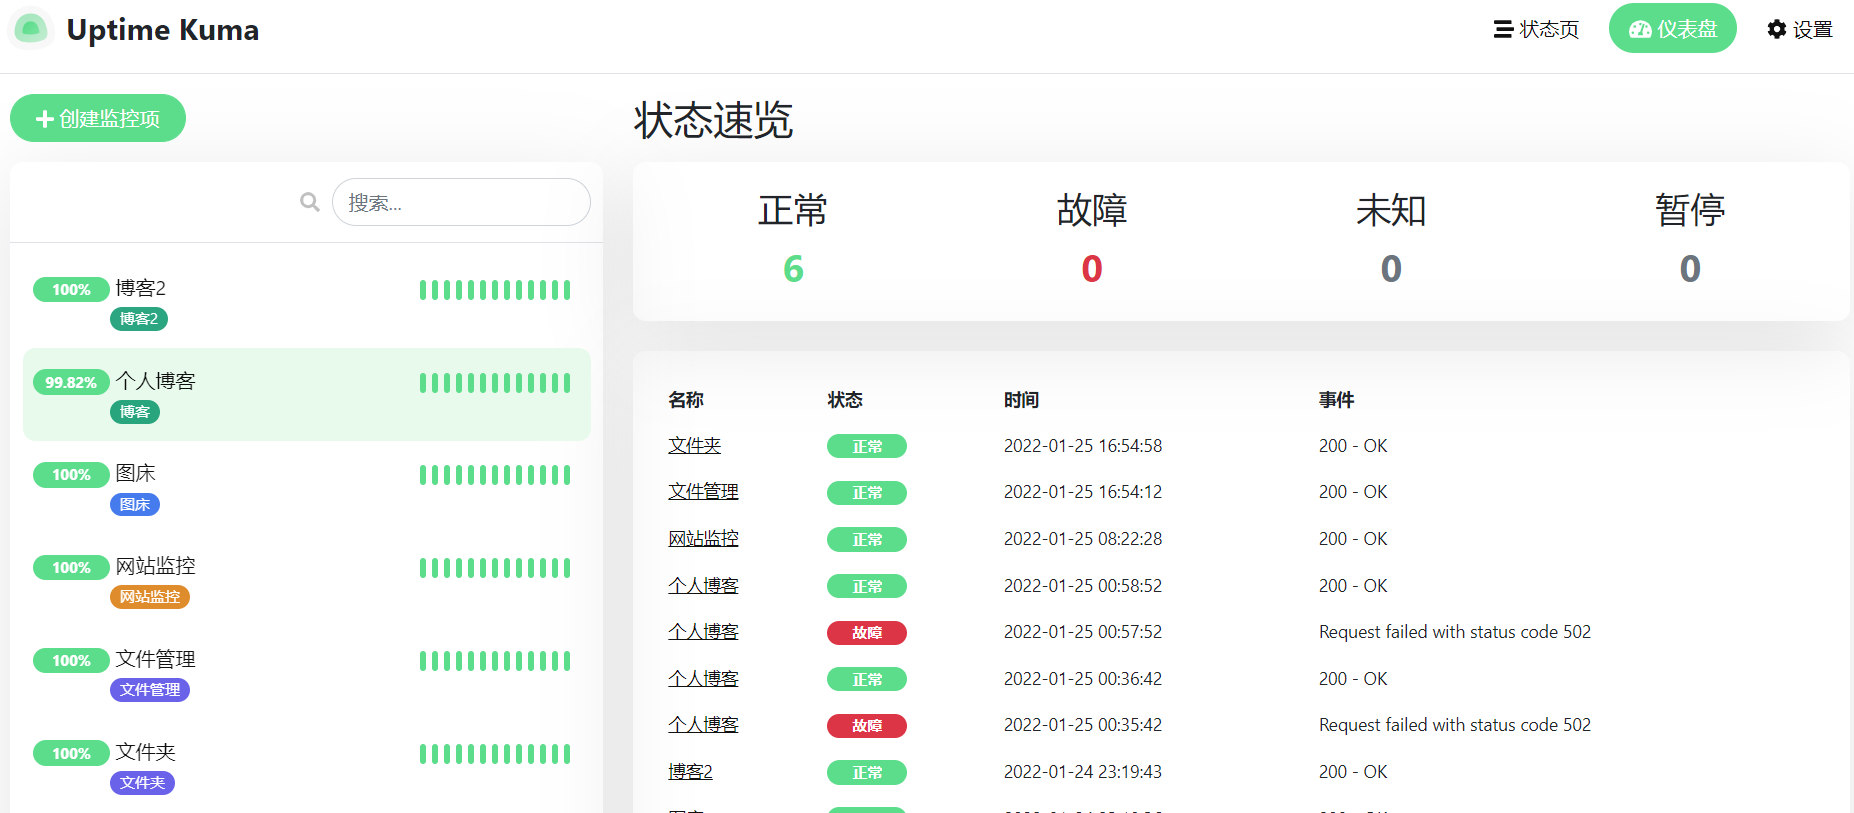 Uptime Kuma
状态页
仪表盘
设置
创建监控项
搜索...
100% 博客2
博客2
99.82% 个人博客
博客
100% 图床
图床
100% 网站监控
网站监控
100% 文件管理
文件管理
100% 文件夹
文件夹
状态速览
正常 故障 未知 暂停
6 0 0 0
名称 状态 时间 事件
文件夹 正常 2022-01-25 16:54:58 200 - OK
文件管理 正常 2022-01-25 16:54:12 200 - OK
网站监控 正常 2022-01-25 08:22:28 200 - OK
个人博客 正常 2022-01-25 00:58:52 200 - OK
个人博客 故障 2022-01-25 00:57:52 Request failed with status code 502
个人博客 正常 2022-01-25 00:36:42 200 - OK
个人博客 故障 2022-01-25 00:35:42 Request failed with status code 502
博客2 正常 2022-01-24 23:19:43 200 - OK